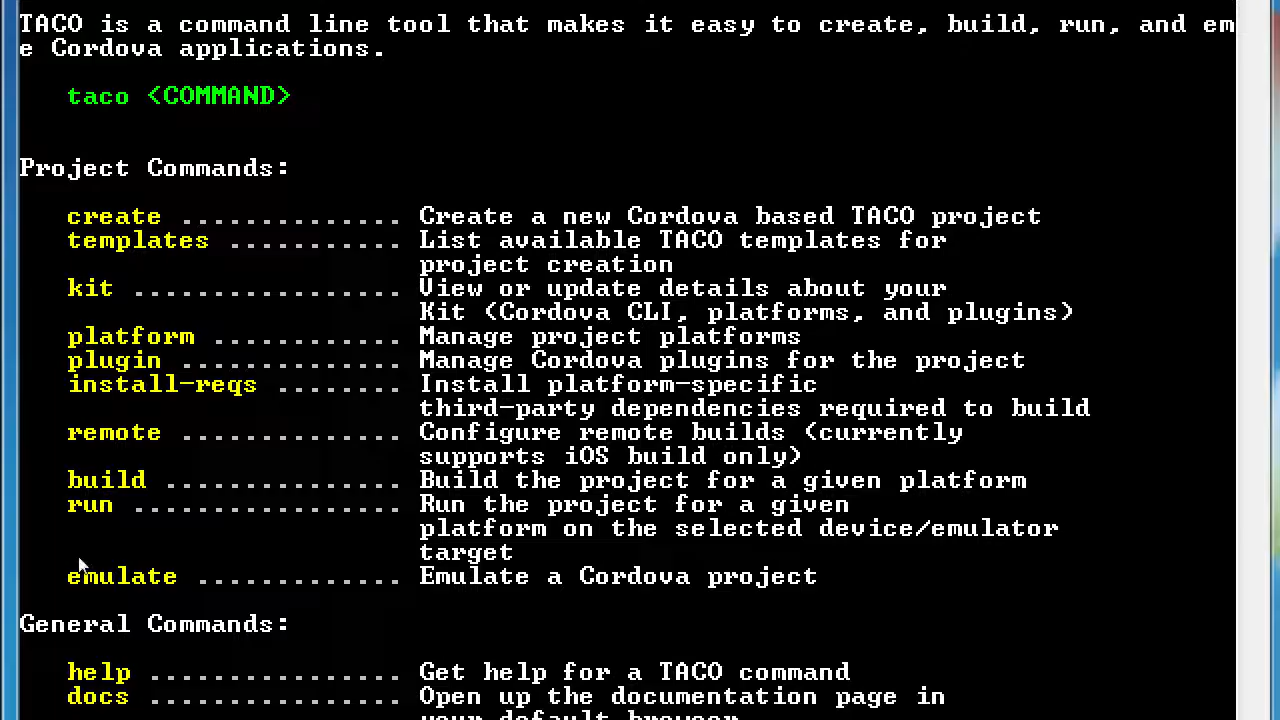 TACO is a command line tool that makes it easy to create, build, run, and em
e Cordova applications.
taco <COMMAND>
Project Commands:
create .............. Create a new Cordova based TACO project
templates ........... List available TACO templates for
project creation
kit ................. View or update details about your
Kit (Cordova CLI, platforms, and plugins)
platform ............ Manage project platforms
plugin .............. Manage Cordova plugins for the project
install-reqs ........ Install platform-specific
third-party dependencies required to build
remote .............. Configure remote builds (currently
supports iOS build only)
build ............... Build the project for a given platform
run ................. Run the project for a given
platform on the selected device/emulator
target
emulate ............. Emulate a Cordova project
General Commands:
help ................ Get help for a TACO command
docs ................ Open up the documentation page in
your default browser